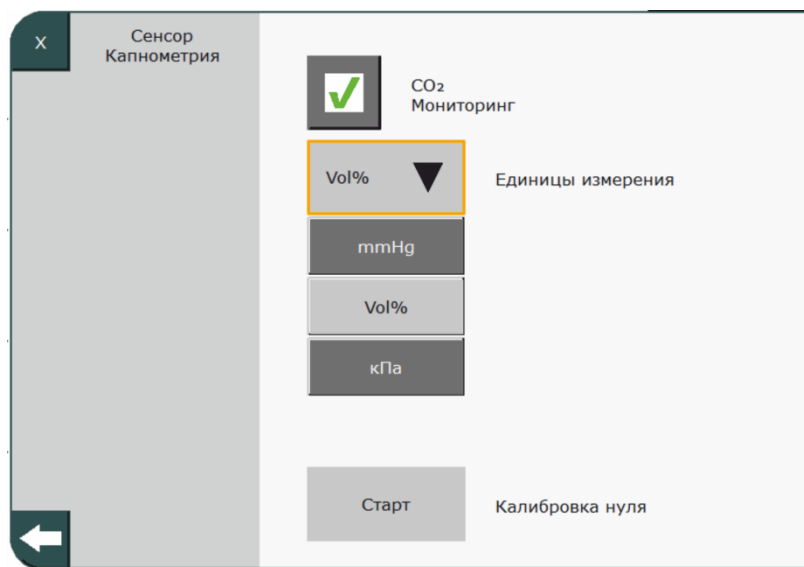 X
Сенсор
Капнометрия
CO₂
Мониторинг
Vol%
Единицы измерения
mmHg
Vol%
кПа
Старт
Калибровка нуля